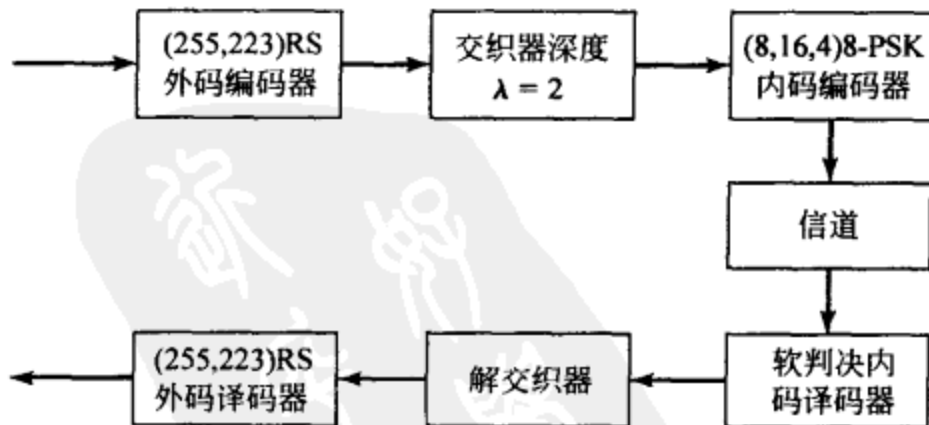 (255,223)RS
外码编码器
交织器深度
λ = 2
(8,16,4)8-PSK
内码编码器
信道
(255,223)RS
外码译码器
解交织器
软判决内
码译码器